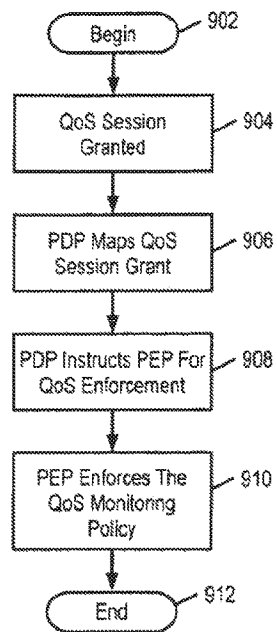 Begin
902
QoS Session
Granted
904
PDP Maps QoS
Session Grant
906
PDP Instructs PEP For
QoS Enforcement
908
PEP Enforces The
QoS Monitoring
Policy
910
End
912